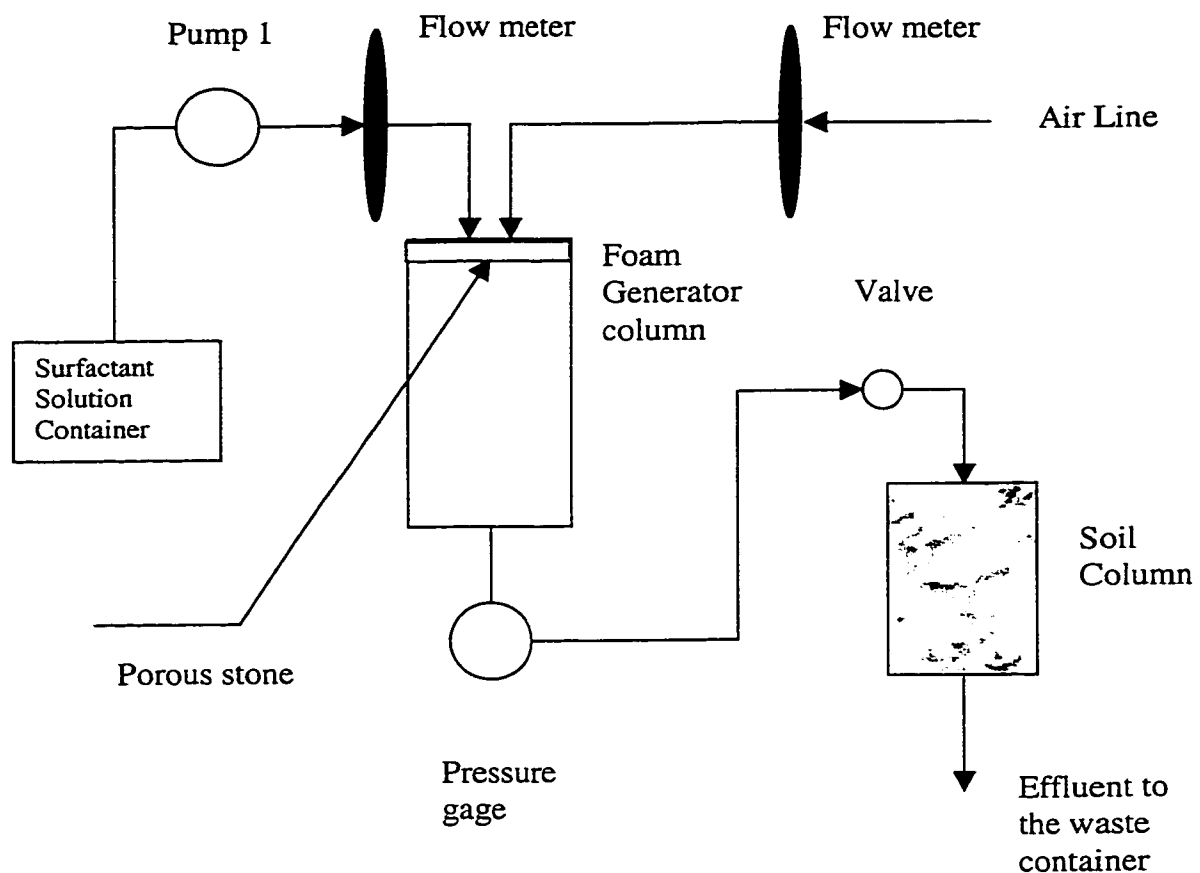 Pump 1
Flow meter
Flow meter
Air Line
Foam
Generator
column
Valve
Surfactant
Solution
Container
Soil
Column
Porous stone
Pressure
gage
Effluent to
the waste
container